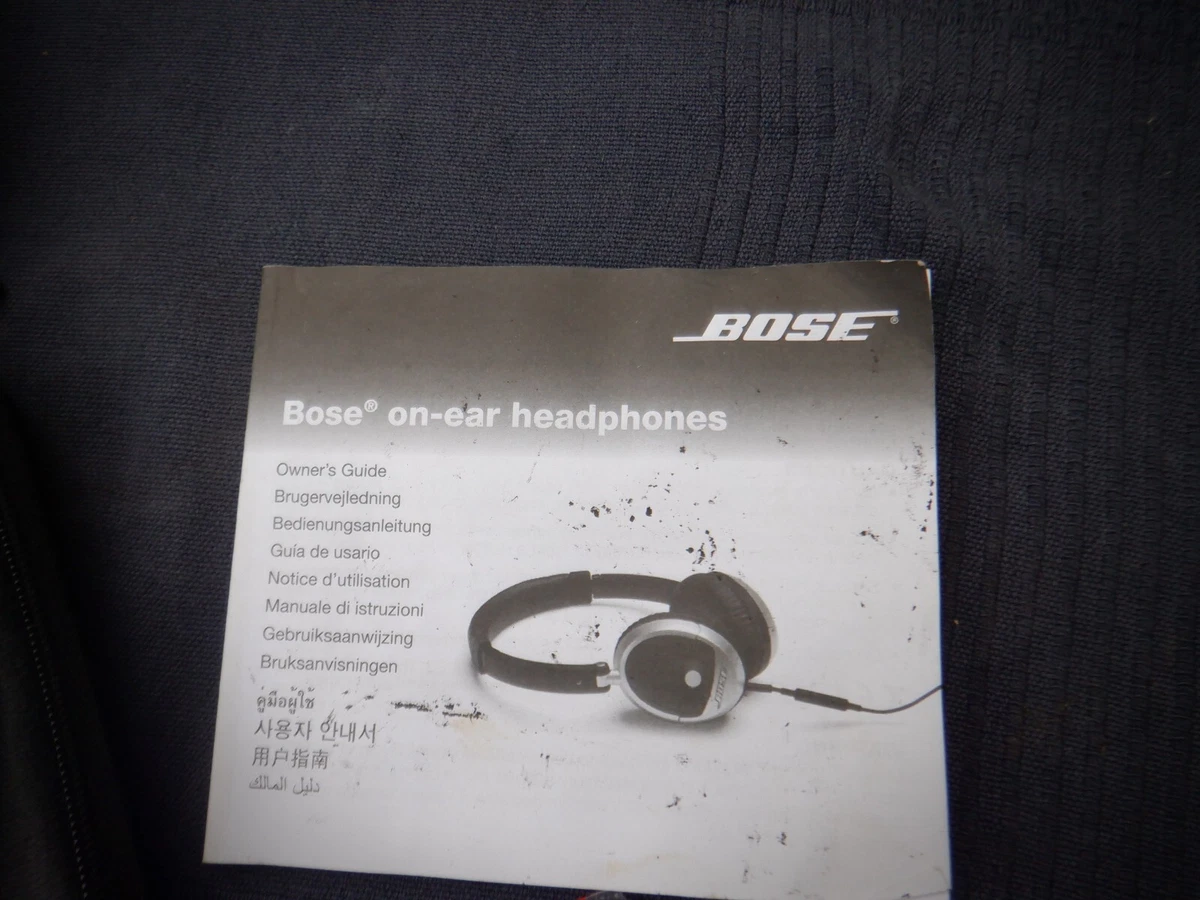 BOSE®
Bose® on-ear headphones
Owner's Guide
Brugervejledning
Bedienungsanleitung
Guía de usario
Notice d'utilisation
Manuale di istruzioni
Gebruiksaanwijzing
Bruksanvisningen
คู่มือผู้ใช้
사용자 안내서
用户指南
دليل المالك
BOSE